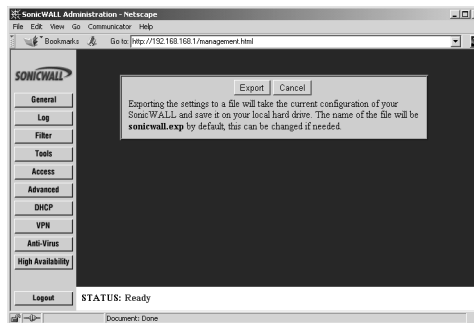 SonicWALL Administration - Netscape
File Edit View Go Communicator Help
Bookmarks Go to: http://192.168.168.1/management.html
SONICWALL
General
Log
Filter
Tools
Access
Advanced
DHCP
VPN
Anti-Virus
High Availability
Logout
Export Cancel
Exporting the settings to a file will take the current configuration of your
SonicWALL and save it on your local hard drive. The name of the file will be
sonicwall.exp by default, this can be changed if needed.
STATUS: Ready
Document: Done